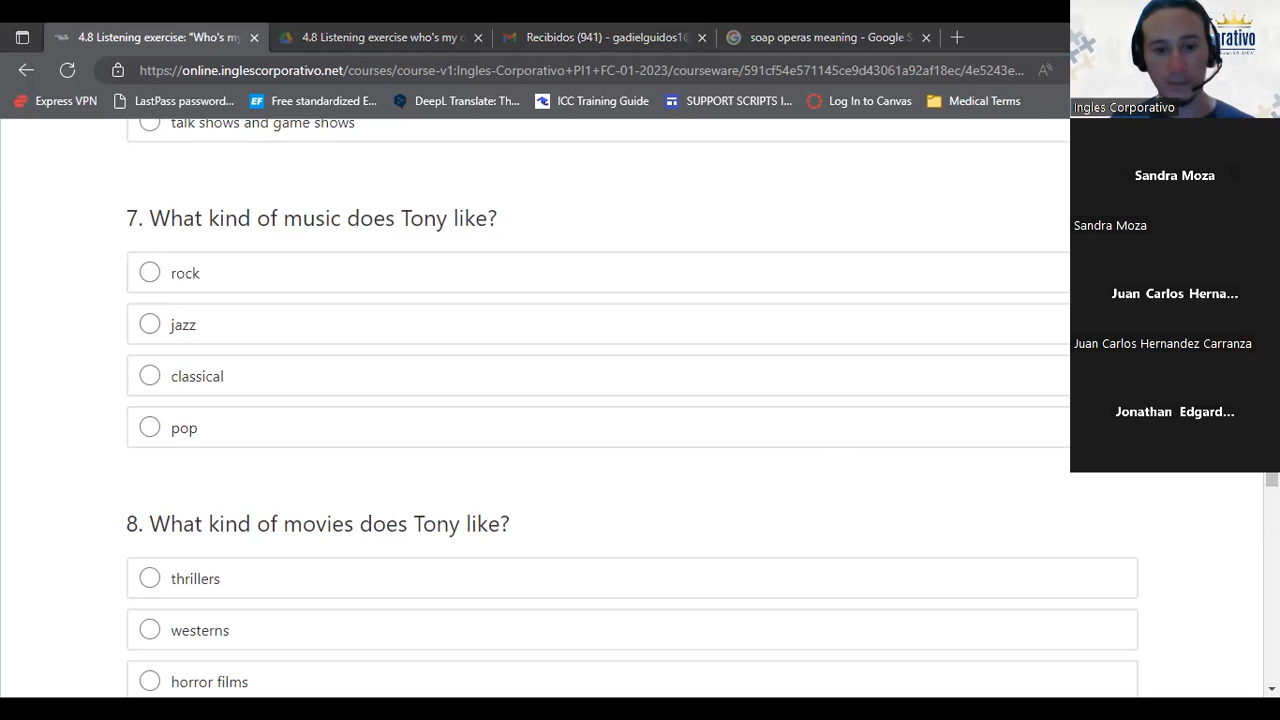 4.8 Listening exercise: "Who's my
4.8 Listening exercise who's my d
Recibidos (941) - gadielguidos1@
soap operas meaning - Google S
https://online.inglescorporativo.net/courses/course-v1:Ingles-Corporativo+PI1+FC-01-2023/courseware/591cf54e571145ce9d43061a92af18ec/4e5243e...
Express VPN
LastPass password...
EF Free standardized E...
DeepL Translate: Th...
ICC Training Guide
SUPPORT SCRIPTS I...
Log In to Canvas
Medical Terms
rativo
Ingles Corporativo
Sandra Moza
Sandra Moza
Juan Carlos Herna...
Juan Carlos Hernandez Carranza
Jonathan Edgard...
talk shows and game shows
7. What kind of music does Tony like?
rock
jazz
classical
pop
8. What kind of movies does Tony like?
thrillers
westerns
horror films